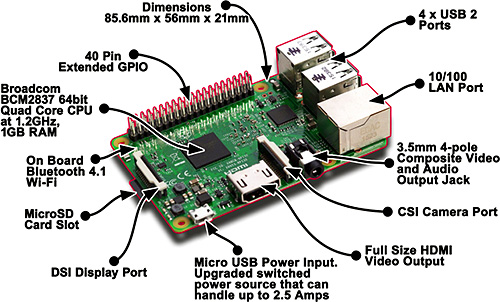 Dimensions
85.6mm x 56mm x 21mm
4 x USB 2
Ports
40 Pin
Extended GPIO
10/100
LAN Port
Broadcom
BCM2837 64bit
Quad Core CPU
at 1.2GHz,
1GB RAM
3.5mm 4-pole
Composite Video
and Audio
Output Jack
On Board
Bluetooth 4.1
Wi-Fi
MicroSD
Card Slot
CSI Camera Port
DSI Display Port
Micro USB Power Input.
Upgraded switched
power source that can
handle up to 2.5 Amps
Full Size HDMI
Video Output